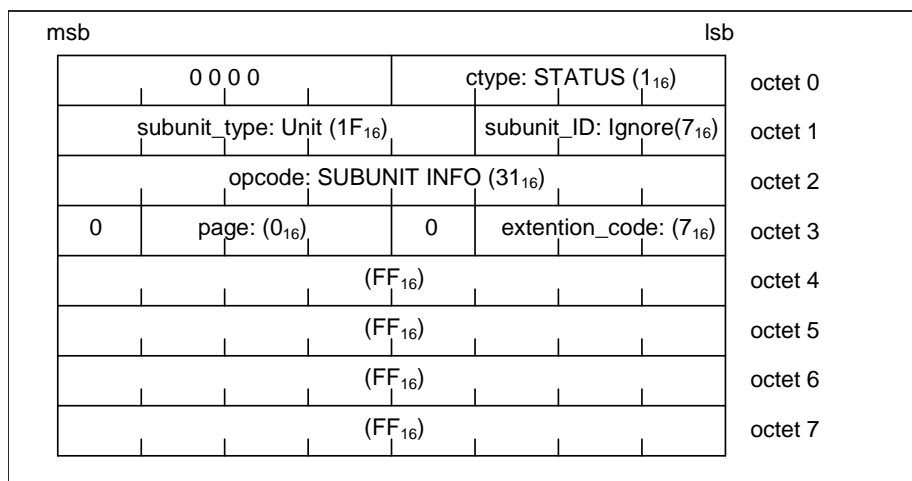 msb lsb
0 0 0 0 ctype: STATUS (1₁₆) octet 0
subunit_type: Unit (1F₁₆) subunit_ID: Ignore(7₁₆) octet 1
opcode: SUBUNIT INFO (31₁₆) octet 2
0 page: (0₁₆) 0 extention_code: (7₁₆) octet 3
(FF₁₆) octet 4
(FF₁₆) octet 5
(FF₁₆) octet 6
(FF₁₆) octet 7